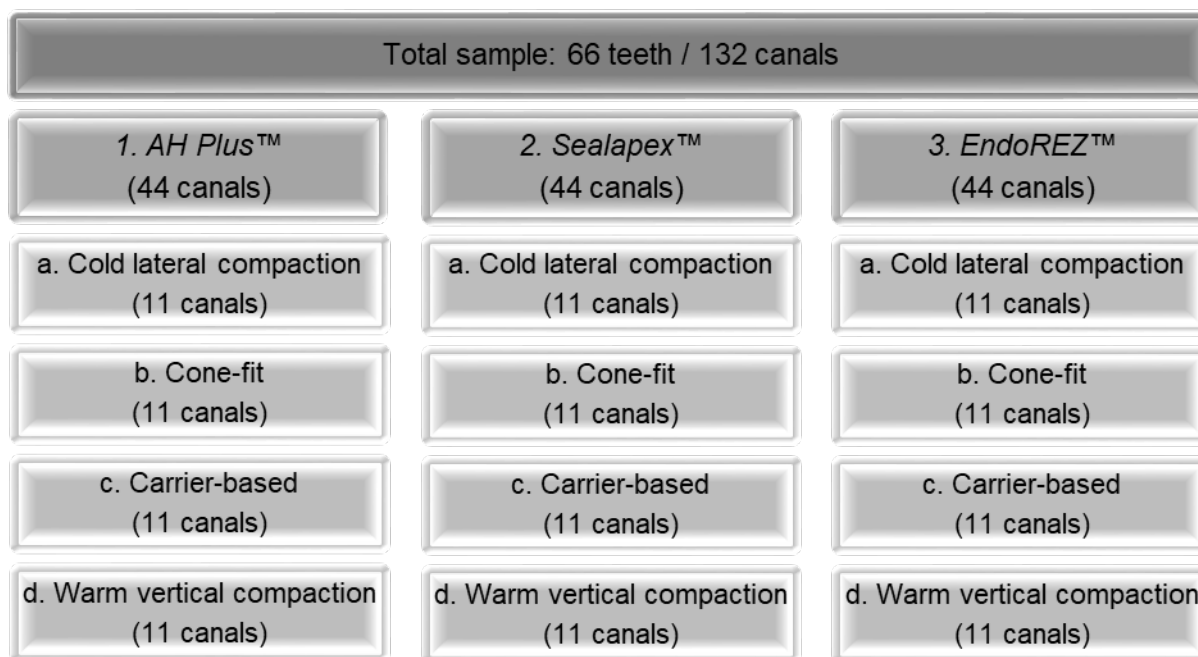 Total sample: 66 teeth / 132 canals
1. AH Plus™
(44 canals)
2. Sealapex™
(44 canals)
3. EndoREZ™
(44 canals)
a. Cold lateral compaction
(11 canals)
a. Cold lateral compaction
(11 canals)
a. Cold lateral compaction
(11 canals)
b. Cone-fit
(11 canals)
b. Cone-fit
(11 canals)
b. Cone-fit
(11 canals)
c. Carrier-based
(11 canals)
c. Carrier-based
(11 canals)
c. Carrier-based
(11 canals)
d. Warm vertical compaction
(11 canals)
d. Warm vertical compaction
(11 canals)
d. Warm vertical compaction
(11 canals)